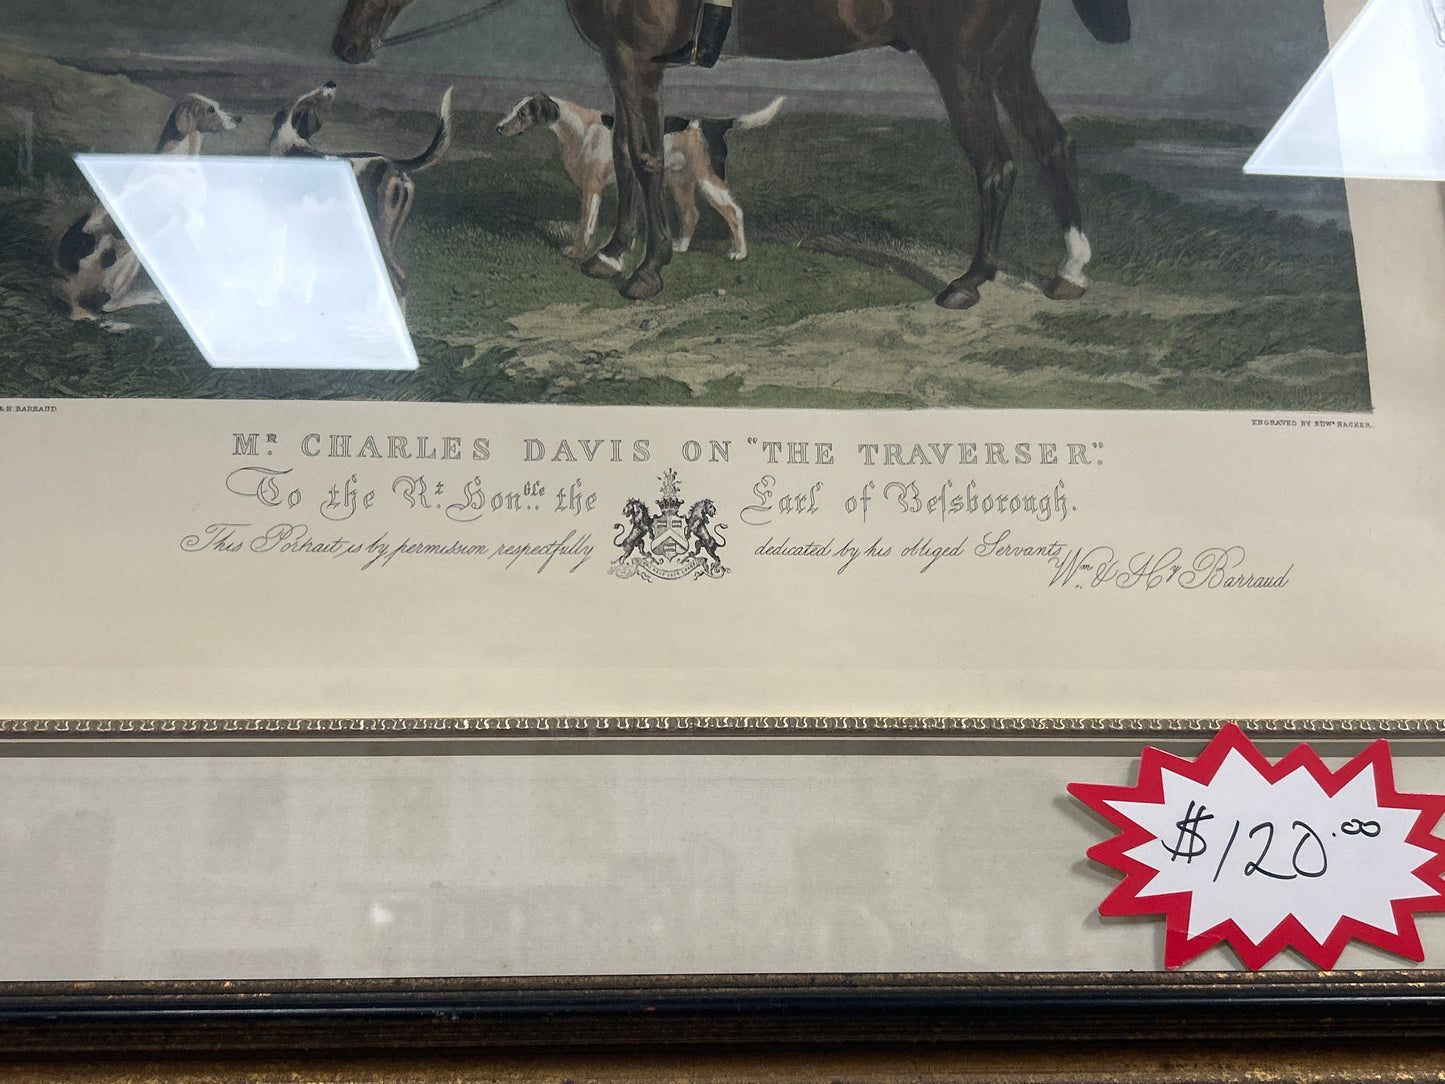 & H. BARRAUD.
ENGRAVED BY EDWD. HACKER.
MR. CHARLES DAVIS ON "THE TRAVERSER".
To the Rt. Honble. the Earl of Beſsborough.
This Portrait is by permission respectfully dedicated by his obliged Servants,
Wm. & Hy. Barraud
$120.00